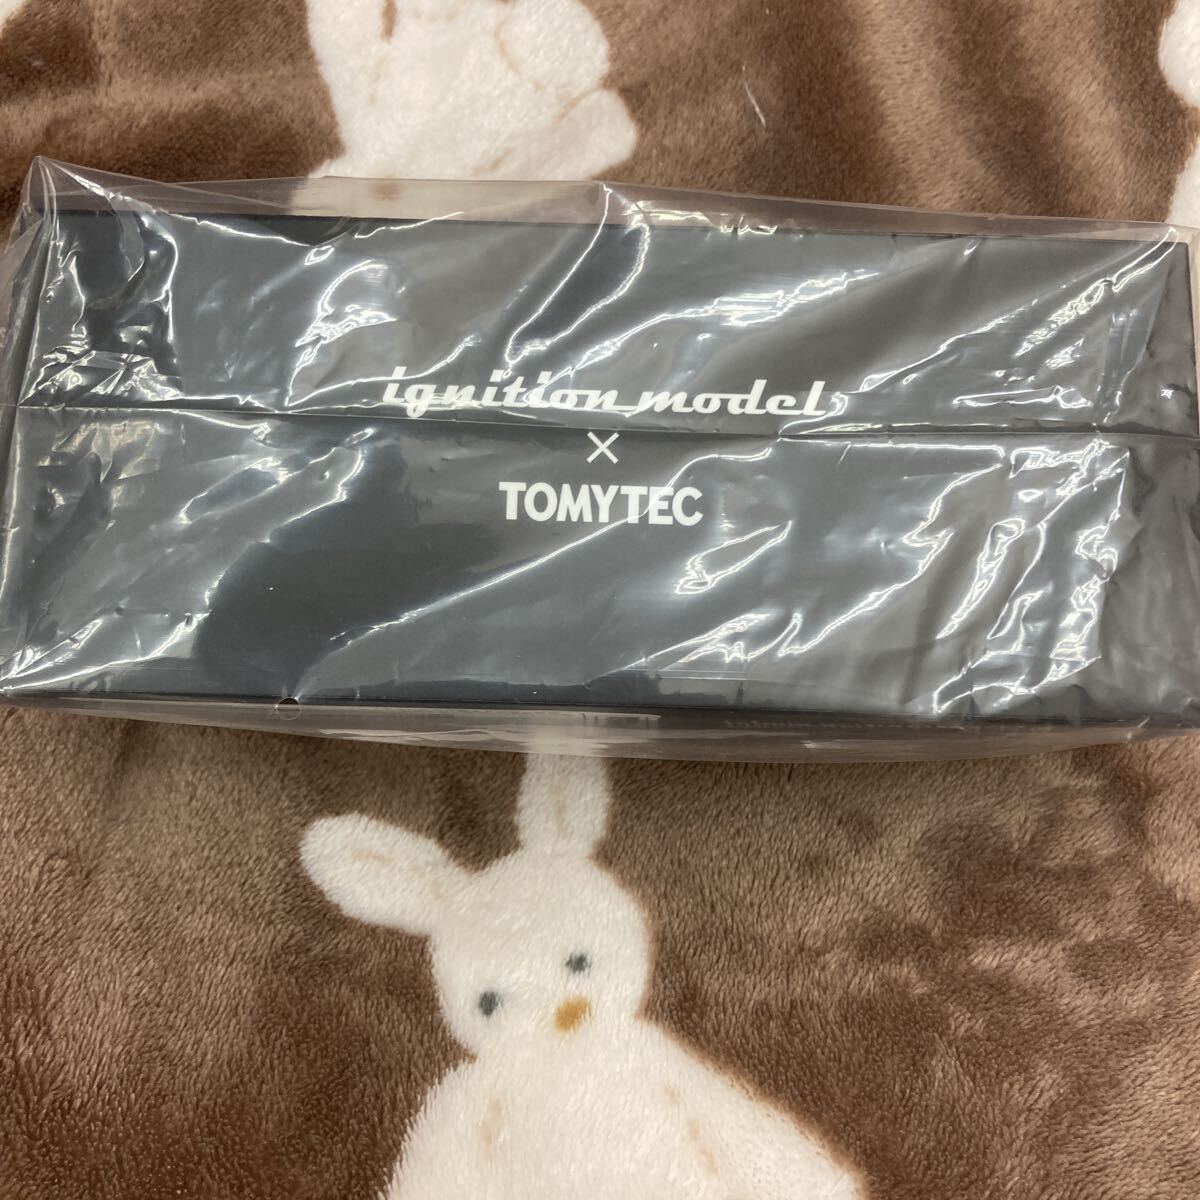 ignition model
×
TOMYTEC